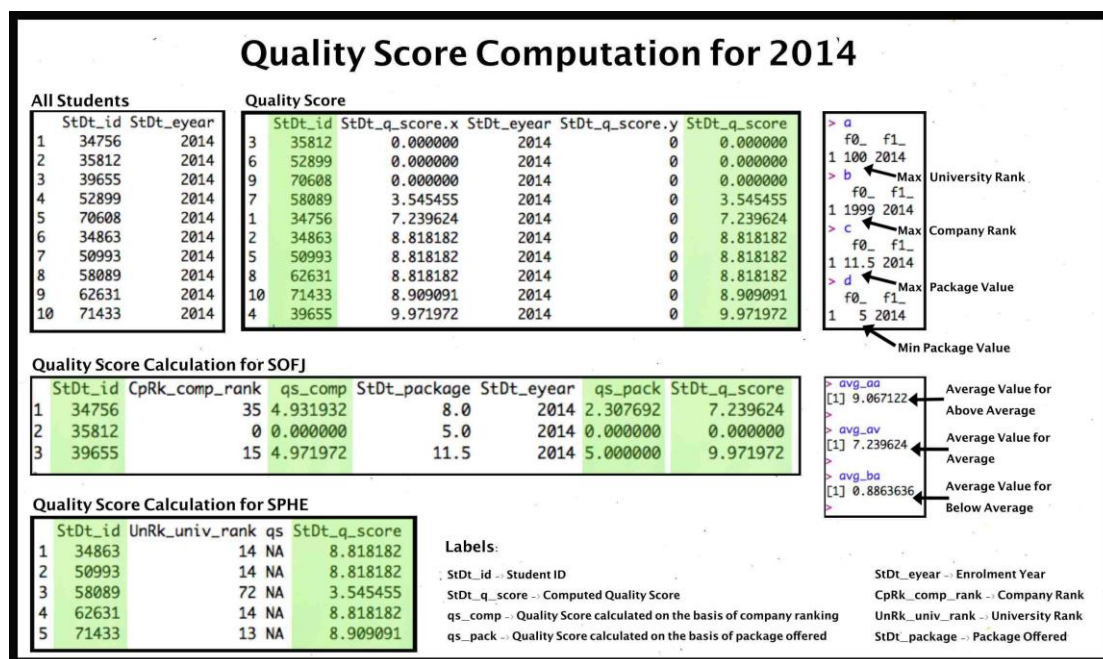 Quality Score Computation for 2014
All Students
StDt_id StDt_eyear
1 34756 2014
2 35812 2014
3 39655 2014
4 52899 2014
5 70608 2014
6 34863 2014
7 50993 2014
8 58089 2014
9 62631 2014
10 71433 2014
Quality Score
StDt_id StDt_q_score.x StDt_eyear StDt_q_score.y StDt_q_score
3 35812 0.000000 2014 0 0.000000
6 52899 0.000000 2014 0 0.000000
9 70608 0.000000 2014 0 0.000000
7 58089 3.545455 2014 0 3.545455
1 34756 7.239624 2014 0 7.239624
2 34863 8.818182 2014 0 8.818182
5 50993 8.818182 2014 0 8.818182
8 62631 8.818182 2014 0 8.818182
10 71433 8.909091 2014 0 8.909091
4 39655 9.971972 2014 0 9.971972
> a
f0_ f1_
1 100 2014
Max University Rank
> b
f0_ f1_
1 1999 2014
Max Company Rank
> c
f0_ f1_
1 11.5 2014
Max Package Value
> d
f0_ f1_
1 5 2014
Min Package Value
Quality Score Calculation for SOFJ
StDt_id CpRk_comp_rank qs_comp StDt_package StDt_eyear qs_pack StDt_q_score
1 34756 35 4.931932 8.0 2014 2.307692 7.239624
2 35812 0 0.000000 5.0 2014 0.000000 0.000000
3 39655 15 4.971972 11.5 2014 5.000000 9.971972
> avg_aa
[1] 9.067122
>
Average Value for
Above Average
> avg_av
[1] 7.239624
>
Average Value for
Average
> avg_ba
[1] 0.8863636
>
Average Value for
Below Average
Quality Score Calculation for SPHE
StDt_id UnRk_univ_rank qs StDt_q_score
1 34863 14 NA 8.818182
2 50993 14 NA 8.818182
3 58089 72 NA 3.545455
4 62631 14 NA 8.818182
5 71433 13 NA 8.909091
Labels:
StDt_id -> Student ID
StDt_q_score -> Computed Quality Score
qs_comp -> Quality Score calculated on the basis of company ranking
qs_pack -> Quality Score calculated on the basis of package offered
StDt_eyear -> Enrolment Year
CpRk_comp_rank -> Company Rank
UnRk_univ_rank -> University Rank
StDt_package -> Package Offered